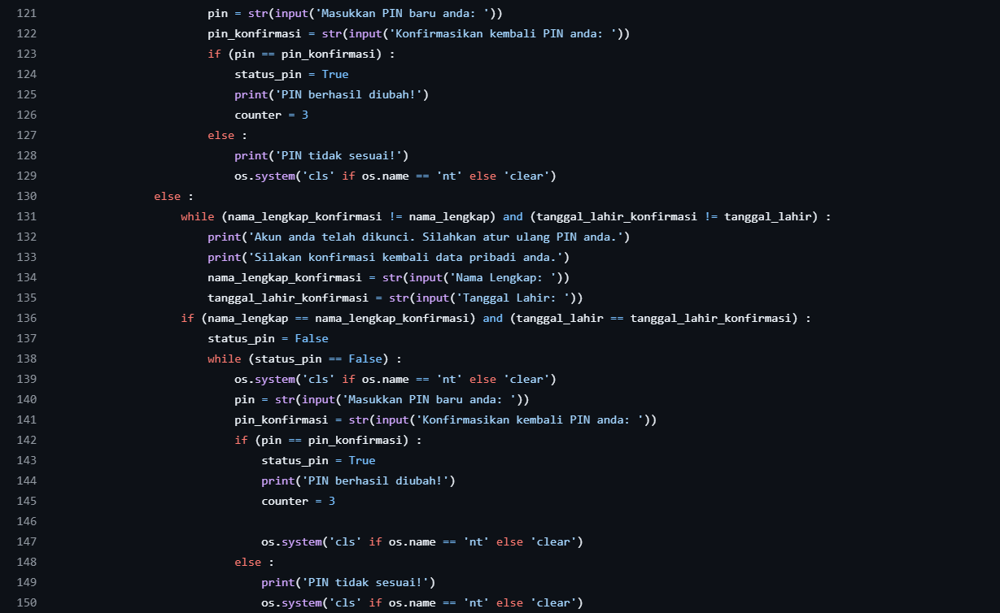 121 pin = str(input('Masukkan PIN baru anda: '))
122 pin_konfirmasi = str(input('Konfirmasikan kembali PIN anda: '))
123 if (pin == pin_konfirmasi) :
124 status_pin = True
125 print('PIN berhasil diubah!')
126 counter = 3
127 else :
128 print('PIN tidak sesuai!')
129 os.system('cls' if os.name == 'nt' else 'clear')
130 else :
131 while (nama_lengkap_konfirmasi != nama_lengkap) and (tanggal_lahir_konfirmasi != tanggal_lahir) :
132 print('Akun anda telah dikunci. Silahkan atur ulang PIN anda.')
133 print('Silakan konfirmasi kembali data pribadi anda.')
134 nama_lengkap_konfirmasi = str(input('Nama Lengkap: '))
135 tanggal_lahir_konfirmasi = str(input('Tanggal Lahir: '))
136 if (nama_lengkap == nama_lengkap_konfirmasi) and (tanggal_lahir == tanggal_lahir_konfirmasi) :
137 status_pin = False
138 while (status_pin == False) :
139 os.system('cls' if os.name == 'nt' else 'clear')
140 pin = str(input('Masukkan PIN baru anda: '))
141 pin_konfirmasi = str(input('Konfirmasikan kembali PIN anda: '))
142 if (pin == pin_konfirmasi) :
143 status_pin = True
144 print('PIN berhasil diubah!')
145 counter = 3
146
147 os.system('cls' if os.name == 'nt' else 'clear')
148 else :
149 print('PIN tidak sesuai!')
150 os.system('cls' if os.name == 'nt' else 'clear')